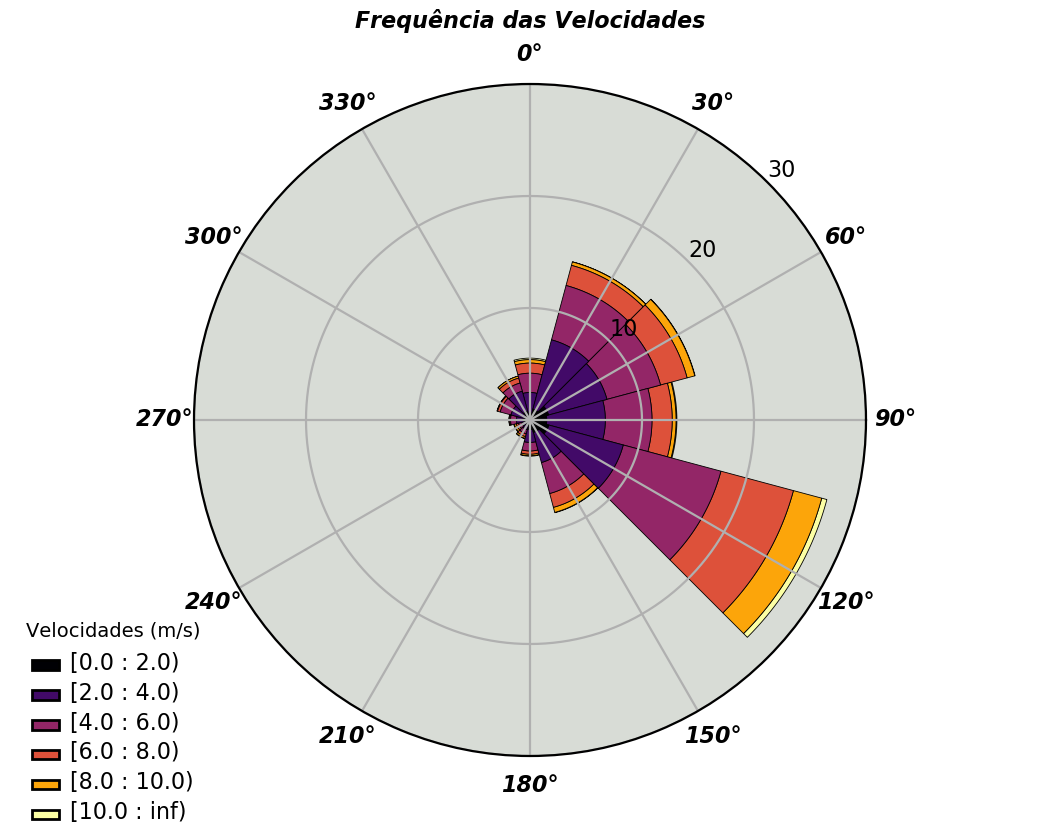 Frequência das Velocidades
0°
330°
30°
30
300°
60°
20
10
270°
90°
240°
120°
210°
150°
180°
Velocidades (m/s)
[0.0 : 2.0)
[2.0 : 4.0)
[4.0 : 6.0)
[6.0 : 8.0)
[8.0 : 10.0)
[10.0 : inf)